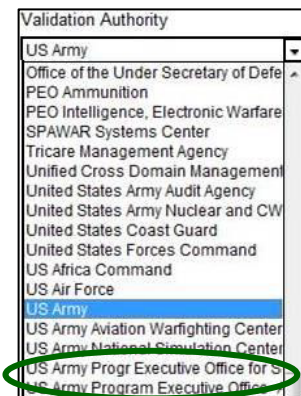 Validation Authority
US Army
Office of the Under Secretary of Defe
PEO Ammunition
PEO Intelligence, Electronic Warfare
SPAWAR Systems Center
Tricare Management Agency
Unified Cross Domain Management
United States Army Audit Agency
United States Army Nuclear and CW
United States Coast Guard
United States Forces Command
US Africa Command
US Air Force
US Army
US Army Aviation Warfighting Center
US Army National Simulation Center
US Army Progr Executive Office for S
US Army Program Executive Office